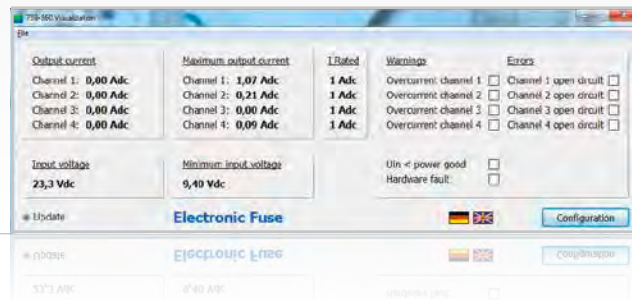 Visualization
File
Output current
Channel 1: 0,00 Adc
Channel 2: 0,00 Adc
Channel 3: 0,00 Adc
Channel 4: 0,00 Adc
Maximum output current
Channel 1: 1,07 Adc
Channel 2: 0,21 Adc
Channel 3: 0,00 Adc
Channel 4: 0,09 Adc
I Rated
1 Adc
1 Adc
1 Adc
1 Adc
Warnings
Overcurrent channel 1
Overcurrent channel 2
Overcurrent channel 3
Overcurrent channel 4
Errors
Channel 1 open circuit
Channel 2 open circuit
Channel 3 open circuit
Channel 4 open circuit
Input voltage
23,3 Vdc
Minimum input voltage
9,40 Vdc
Uin < power good
Hardware fault
Update
Electronic Fuse
Configuration